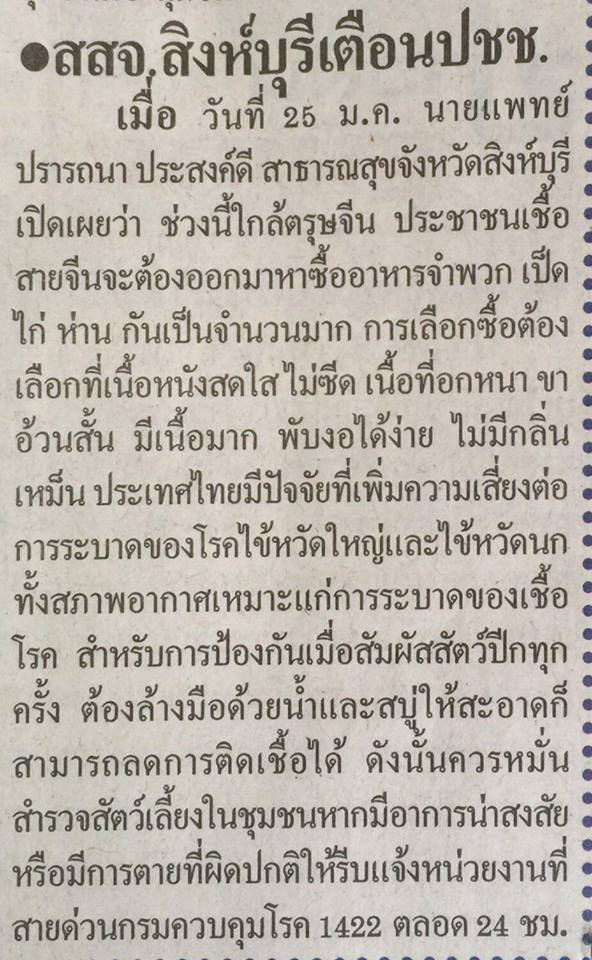 ●สสจ.สิงห์บุรีเตือนปชช.
เมื่อ วันที่ 25 ม.ค. นายแพทย์
ปรารถนา ประสงค์ดี สาธารณสุขจังหวัดสิงห์บุรี
เปิดเผยว่า ช่วงนี้ใกล้ตรุษจีน ประชาชนเชื้อ
สายจีนจะต้องออกมาหาซื้ออาหารจำพวก เป็ด
ไก่ ห่าน กันเป็นจำนวนมาก การเลือกซื้อต้อง
เลือกที่เนื้อหนังสดใส ไม่ซีด เนื้อที่อกหนา ขา
อ้วนสั้น มีเนื้อมาก พับงอได้ง่าย ไม่มีกลิ่น
เหม็น ประเทศไทยมีปัจจัยที่เพิ่มความเสี่ยงต่อ
การระบาดของโรคไข้หวัดใหญ่และไข้หวัดนก
ทั้งสภาพอากาศเหมาะแก่การระบาดของเชื้อ
โรค สำหรับการป้องกันเมื่อสัมผัสสัตว์ปีกทุก
ครั้ง ต้องล้างมือด้วยน้ำและสบู่ให้สะอาดก็
สามารถลดการติดเชื้อได้ ดังนั้นควรหมั่น
สำรวจสัตว์เลี้ยงในชุมชนหากมีอาการน่าสงสัย
หรือมีการตายที่ผิดปกติให้รีบแจ้งหน่วยงานที่
สายด่วนกรมควบคุมโรค 1422 ตลอด 24 ชม.